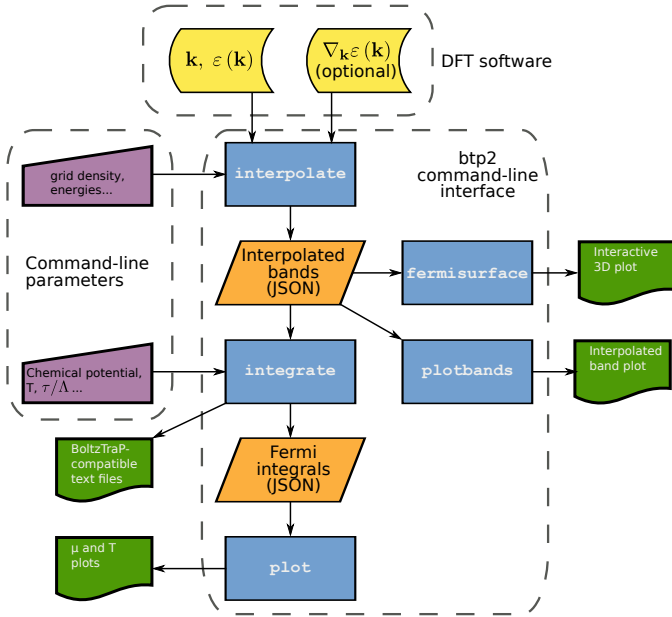 k, ε (k)
∇kε (k)
(optional)
DFT software
btp2
command-line
interface
grid density,
energies...
interpolate
Command-line
parameters
Interpolated
bands
(JSON)
fermisurface
Interactive
3D plot
Chemical potential,
T, τ/Λ ...
integrate
plotbands
Interpolated
band plot
BoltzTraP-
compatible
text files
Fermi
integrals
(JSON)
μ and T
plots
plot